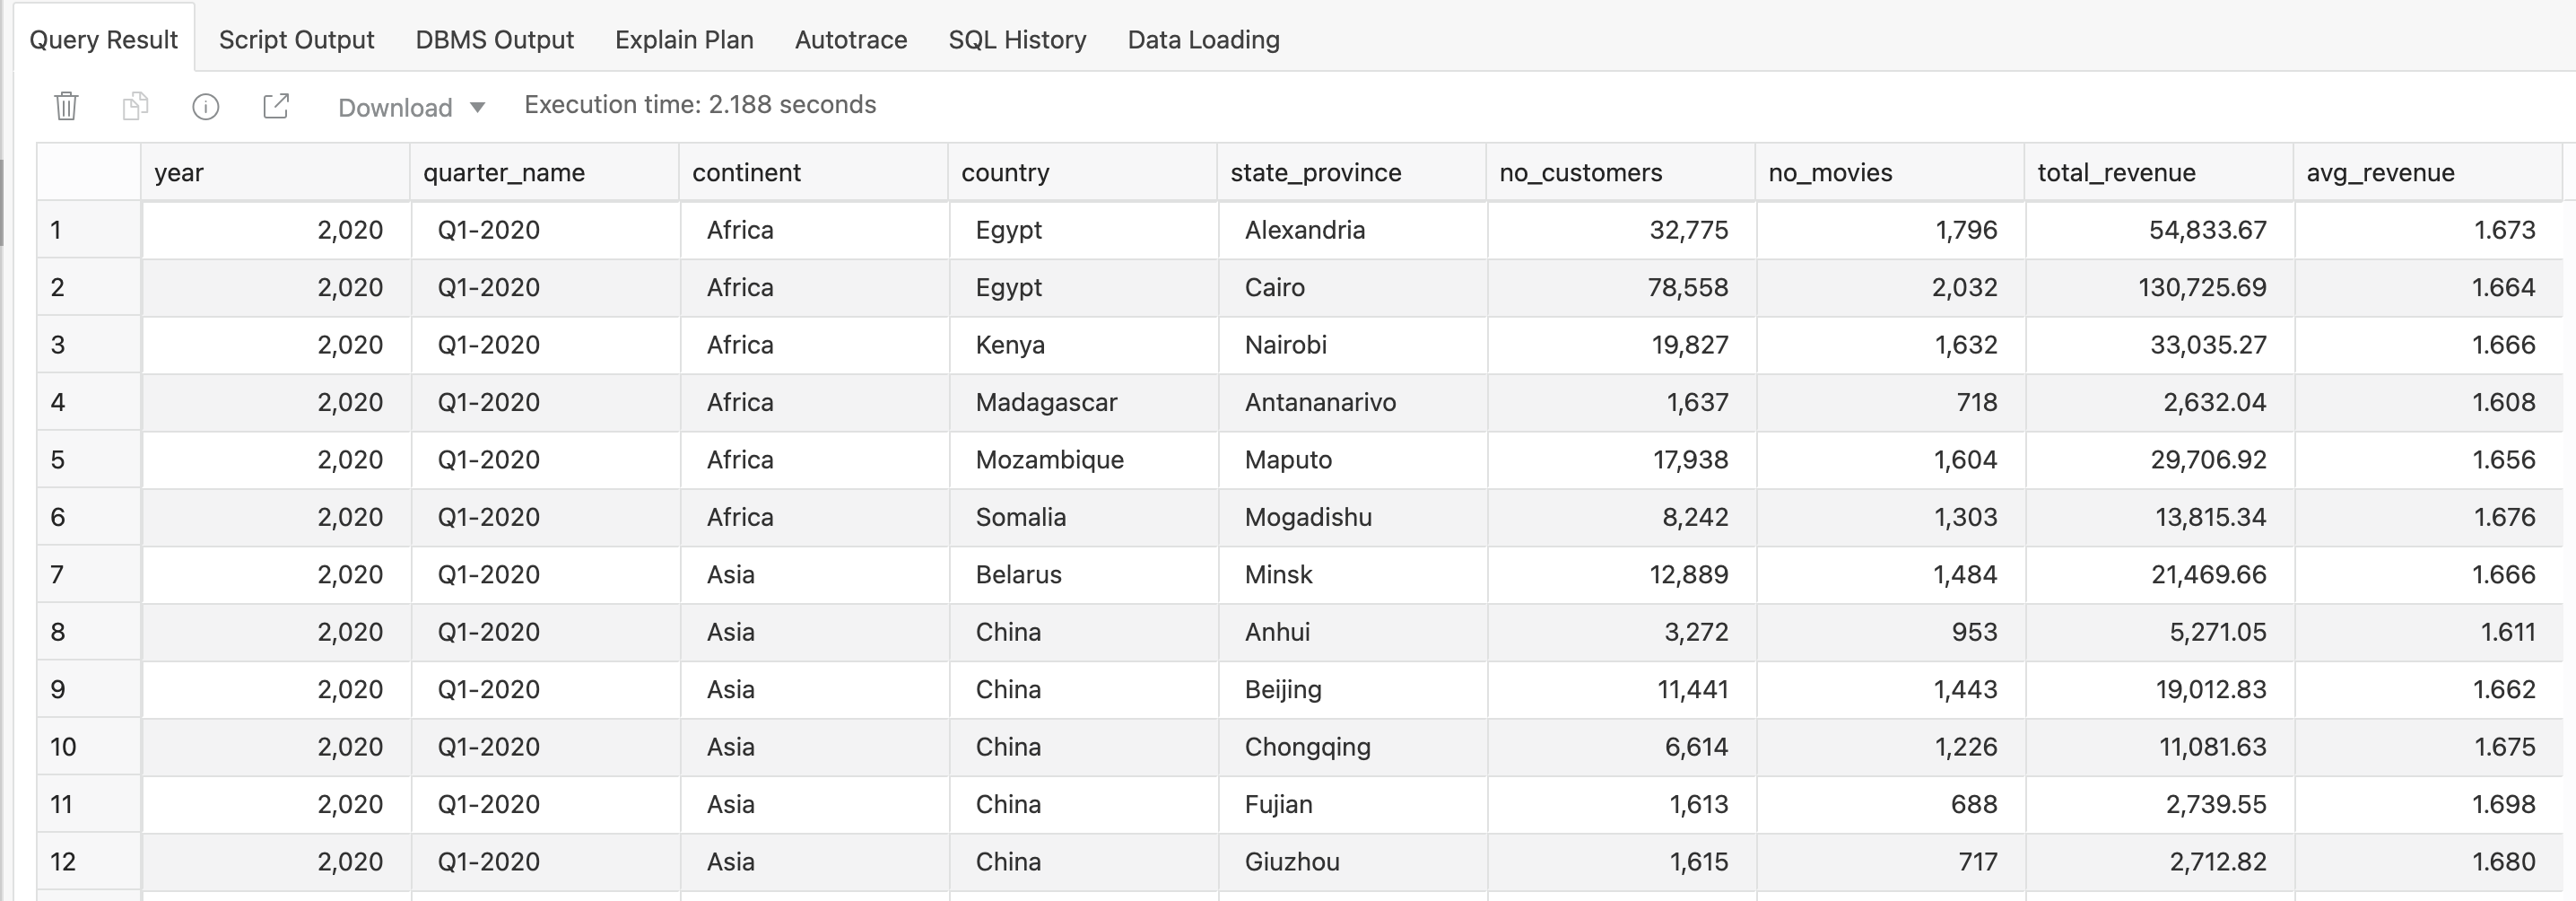 Query Result Script Output DBMS Output Explain Plan Autotrace SQL History Data Loading
Download Execution time: 2.188 seconds
year quarter_name continent country state_province no_customers no_movies total_revenue avg_revenue
1 2,020 Q1-2020 Africa Egypt Alexandria 32,775 1,796 54,833.67 1.673
2 2,020 Q1-2020 Africa Egypt Cairo 78,558 2,032 130,725.69 1.664
3 2,020 Q1-2020 Africa Kenya Nairobi 19,827 1,632 33,035.27 1.666
4 2,020 Q1-2020 Africa Madagascar Antananarivo 1,637 718 2,632.04 1.608
5 2,020 Q1-2020 Africa Mozambique Maputo 17,938 1,604 29,706.92 1.656
6 2,020 Q1-2020 Africa Somalia Mogadishu 8,242 1,303 13,815.34 1.676
7 2,020 Q1-2020 Asia Belarus Minsk 12,889 1,484 21,469.66 1.666
8 2,020 Q1-2020 Asia China Anhui 3,272 953 5,271.05 1.611
9 2,020 Q1-2020 Asia China Beijing 11,441 1,443 19,012.83 1.662
10 2,020 Q1-2020 Asia China Chongqing 6,614 1,226 11,081.63 1.675
11 2,020 Q1-2020 Asia China Fujian 1,613 688 2,739.55 1.698
12 2,020 Q1-2020 Asia China Giuzhou 1,615 717 2,712.82 1.680